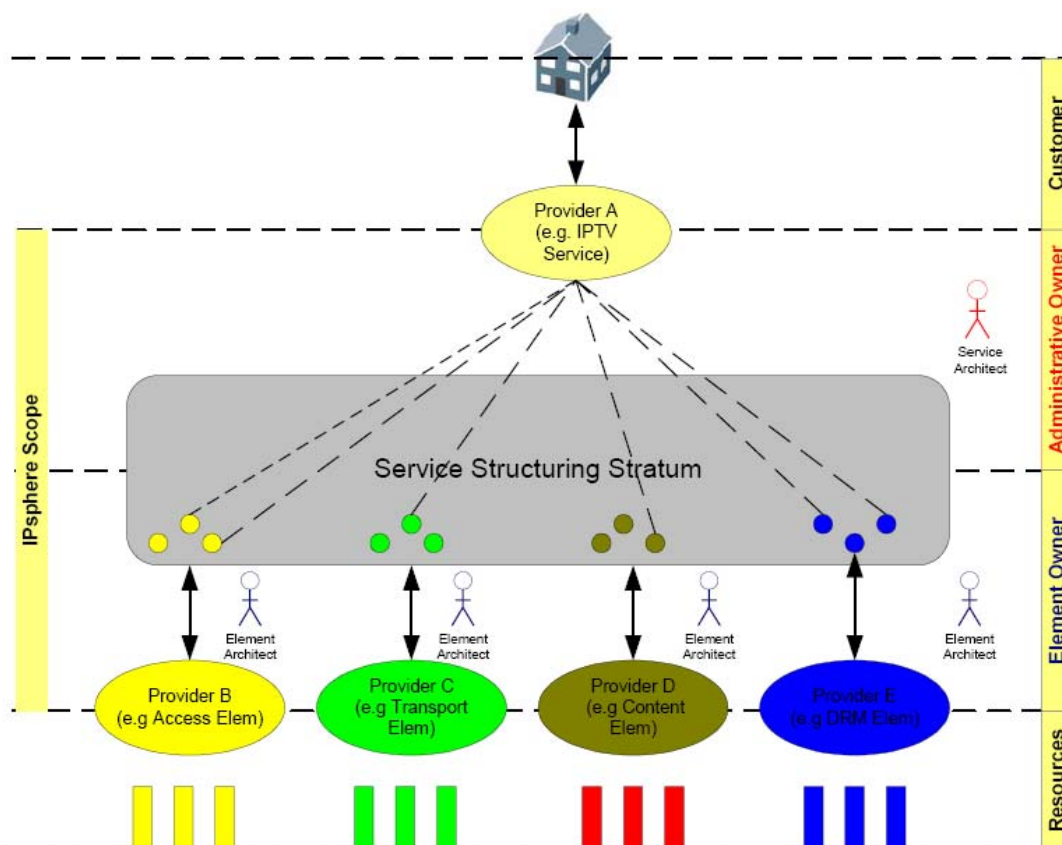 Customer
Provider A
(e.g. IPTV
Service)
IPsphere Scope
Administrative Owner
Service
Architect
Service Structuring Stratum
Element Owner
Element
Architect
Element
Architect
Element
Architect
Element
Architect
Provider B
(e.g Access Elem)
Provider C
(e.g Transport
Elem)
Provider D
(e.g Content
Elem)
Provider E
(e.g DRM Elem)
Resources